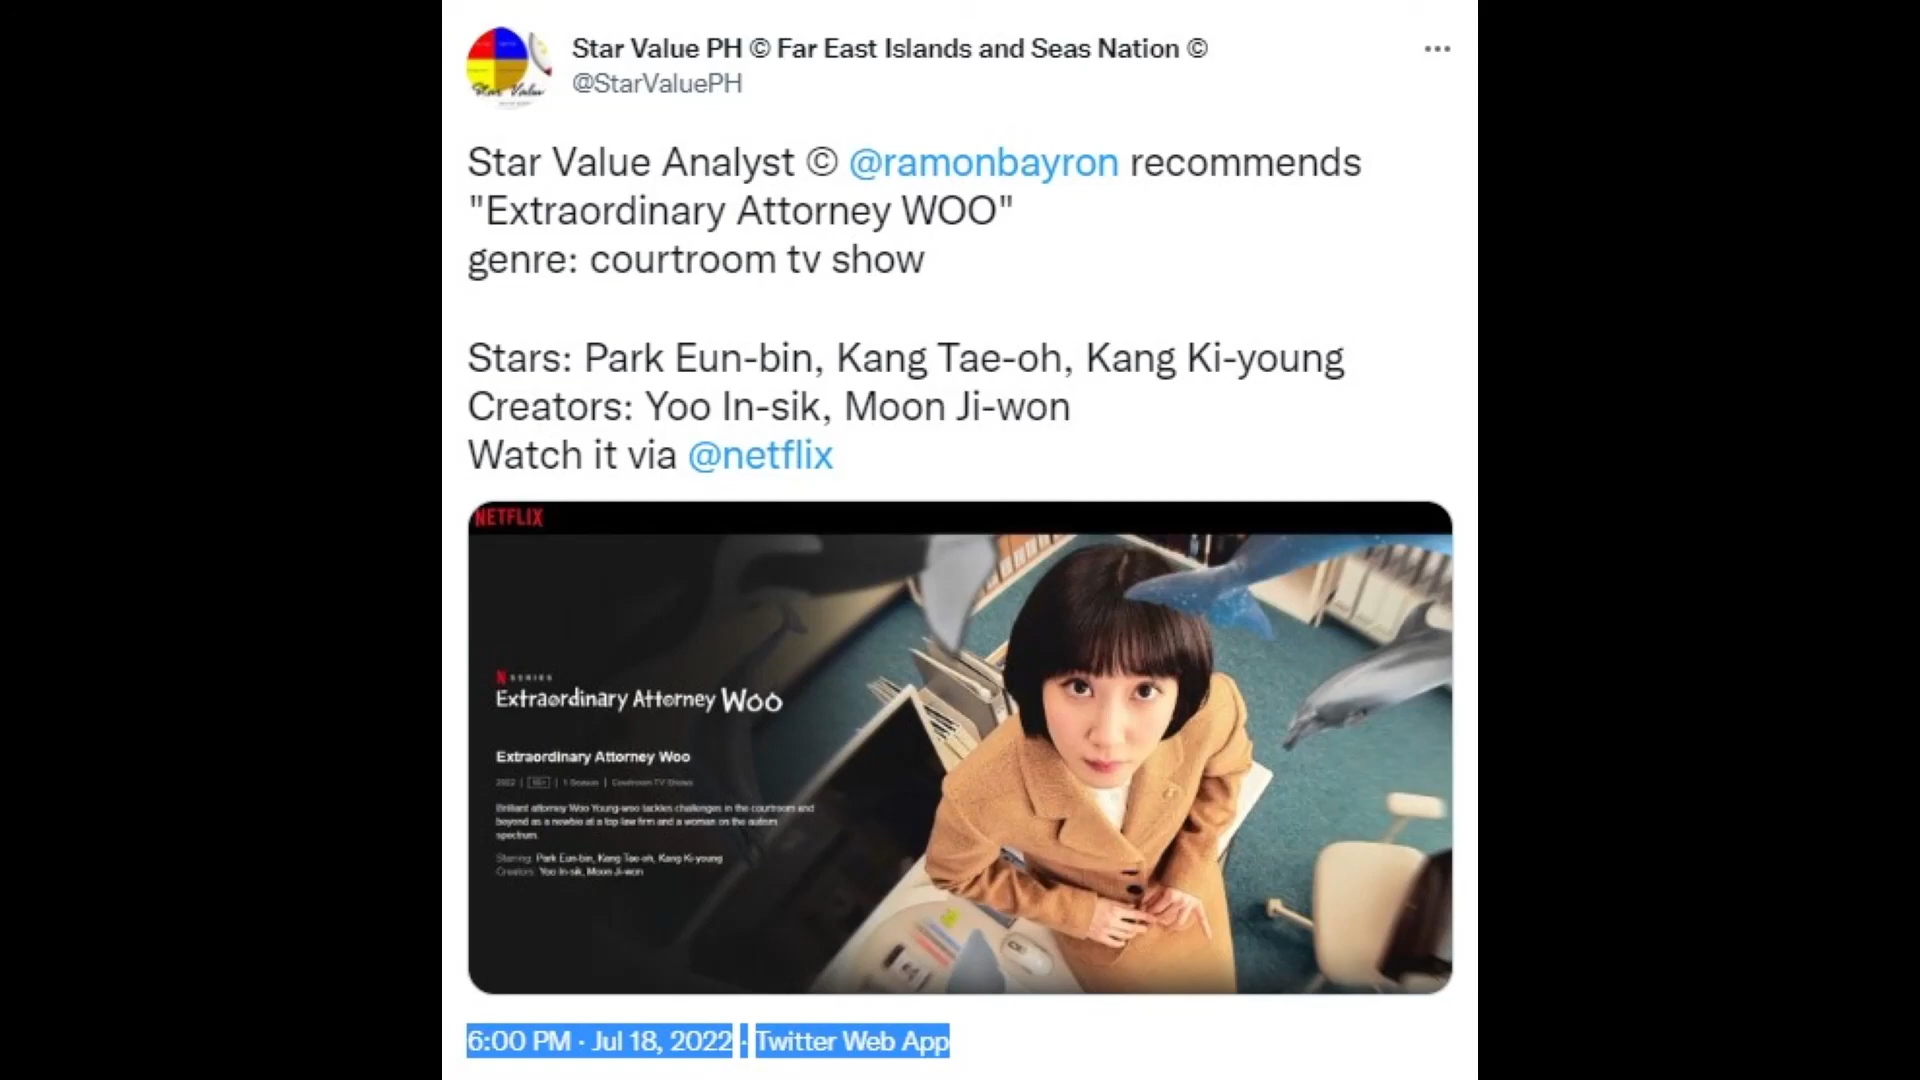 Star Value PH © Far East Islands and Seas Nation ©
@StarValuePH
Star Value Analyst © @ramonbayron recommends
"Extraordinary Attorney WOO"
genre: courtroom tv show
Stars: Park Eun-bin, Kang Tae-oh, Kang Ki-young
Creators: Yoo In-sik, Moon Ji-won
Watch it via @netflix
NETFLIX
N SERIES
Extraordinary Attorney Woo
Extraordinary Attorney Woo
2022 | | 1 Season | Courtroom TV Shows
Brilliant attorney Woo Young-woo tackles challenges in the courtroom and
beyond as a newbie at a top law firm and a woman on the autism
spectrum.
Starring: Park Eun-bin, Kang Tae-oh, Kang Ki-young
Creators: Yoo In-sik, Moon Ji-won
6:00 PM · Jul 18, 2022 · Twitter Web App